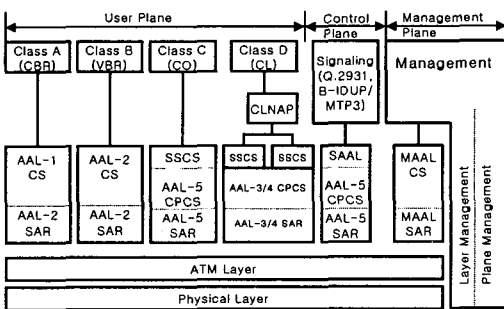 User Plane
Control
Plane
Management
Plane
Class A
(CBR)
Class B
(VBR)
Class C
(CO)
Class D
(CL)
Signaling
(Q.2931,
B-IDUP/
MTP3)
Management
CLNAP
AAL-1
CS
AAL-2
SAR
AAL-2
CS
AAL-2
SAR
SSCS
AAL-5
CPCS
AAL-5
SAR
SSCS
SSCS
AAL-3/4 CPCS
AAL-3/4 SAR
SAAL
AAL-5
CPCS
AAL-5
SAR
MAAL
CS
MAAL
SAR
Layer Management
Plane Management
ATM Layer
Physical Layer